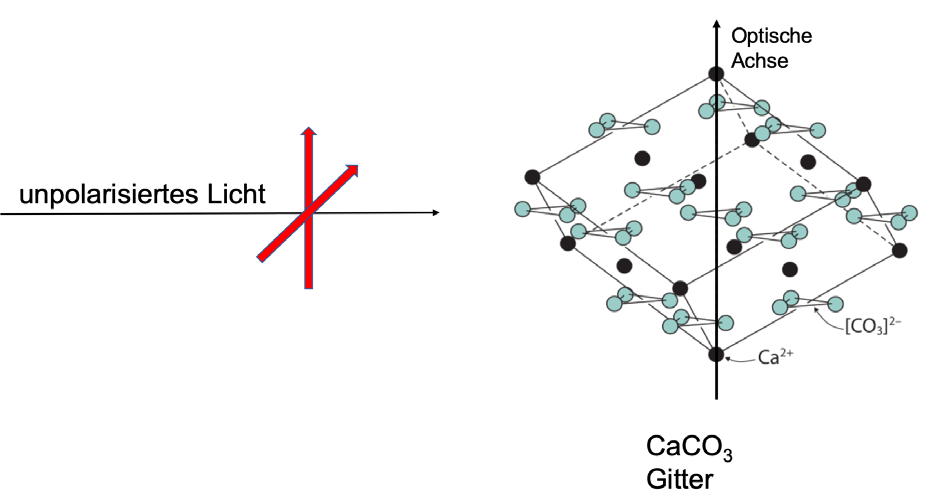 Optische
Achse
unpolarisiertes Licht
[CO₃]²⁻
Ca²⁺
CaCO₃
Gitter